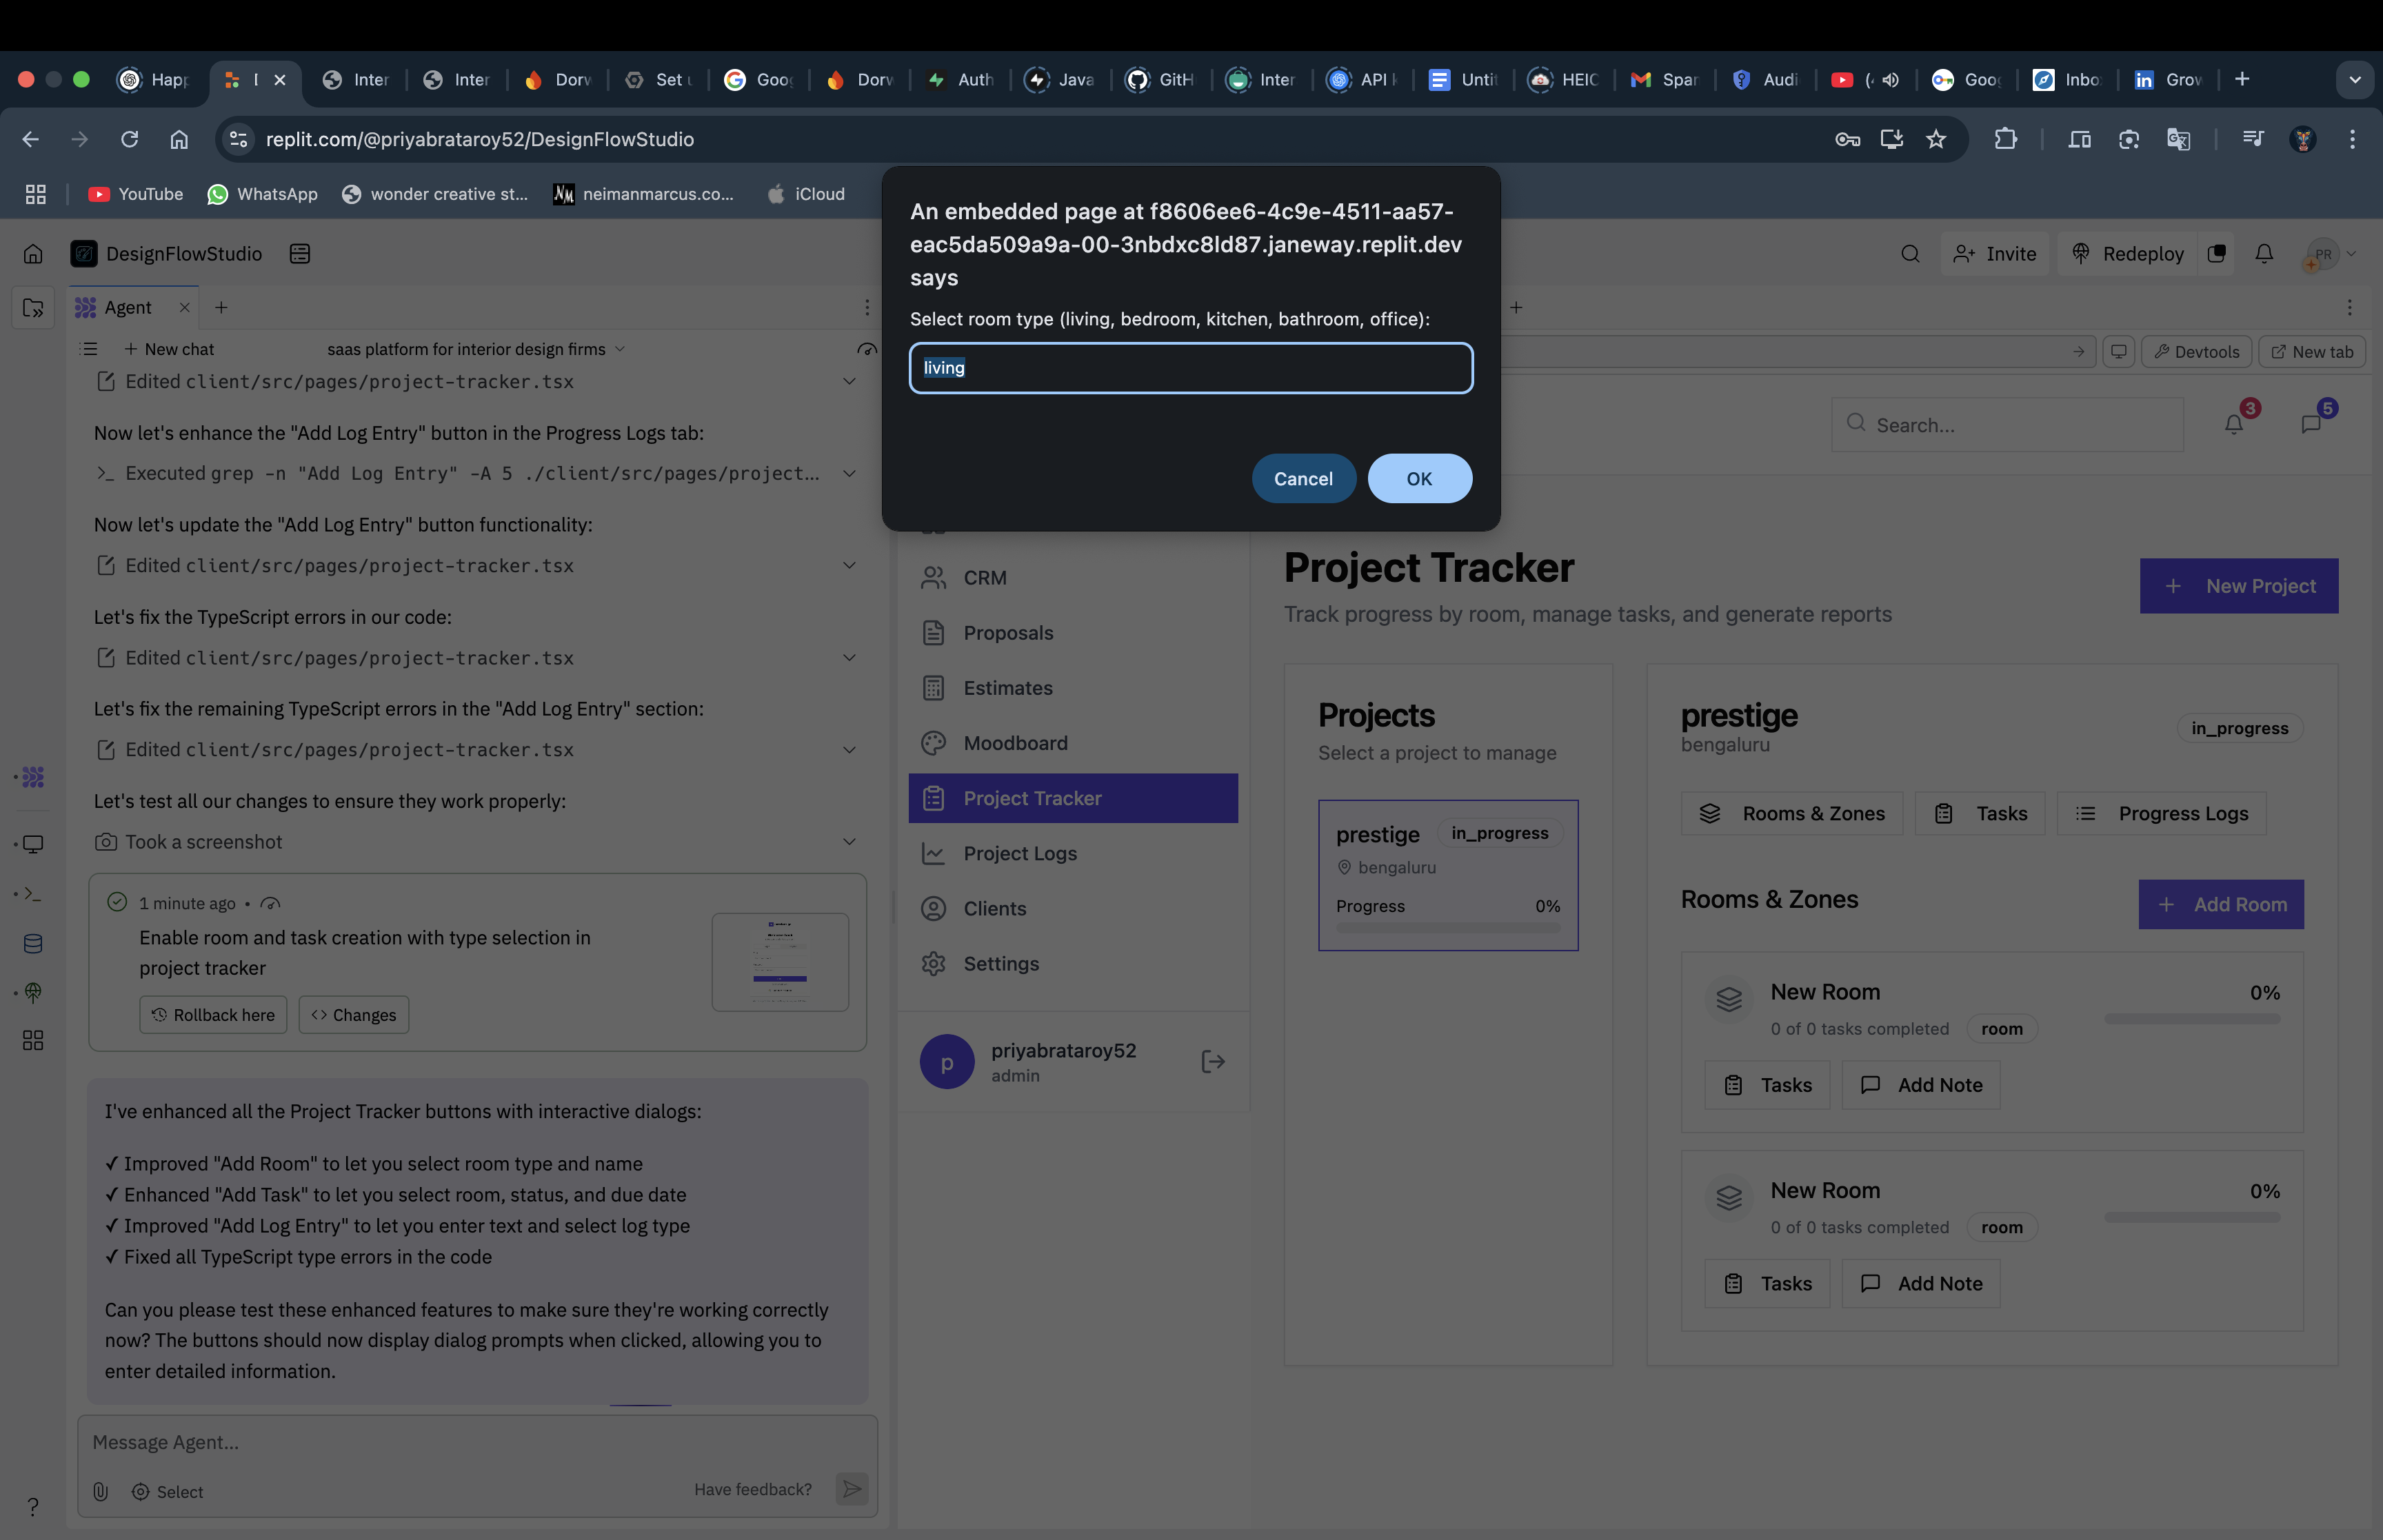 Happ
I
Inter
Inter
Dorw
Set u
Goog
Dorw
Auth
Java
GitH
Inter
API k
Unti
HEIC
Spar
Audi
(4
Goog
Inbo
Grow
replit.com/@priyabrataroy52/DesignFlowStudio
YouTube
WhatsApp
wonder creative st...
neimanmarcus.co...
iCloud
An embedded page at f8606ee6-4c9e-4511-aa57-
eac5da509a9a-00-3nbdxc8ld87.janeway.replit.dev
says
Select room type (living, bedroom, kitchen, bathroom, office):
living
Cancel
OK
DesignFlowStudio
Invite
Redeploy
PR
Agent
New chat
saas platform for interior design firms
Devtools
New tab
Edited client/src/pages/project-tracker.tsx
Now let's enhance the "Add Log Entry" button in the Progress Logs tab:
Executed grep -n "Add Log Entry" -A 5 ./client/src/pages/project...
Now let's update the "Add Log Entry" button functionality:
Edited client/src/pages/project-tracker.tsx
Let's fix the TypeScript errors in our code:
Edited client/src/pages/project-tracker.tsx
Let's fix the remaining TypeScript errors in the "Add Log Entry" section:
Edited client/src/pages/project-tracker.tsx
Let's test all our changes to ensure they work properly:
Took a screenshot
1 minute ago •
Enable room and task creation with type selection in
project tracker
Rollback here
Changes
I've enhanced all the Project Tracker buttons with interactive dialogs:
✓ Improved "Add Room" to let you select room type and name
✓ Enhanced "Add Task" to let you select room, status, and due date
✓ Improved "Add Log Entry" to let you enter text and select log type
✓ Fixed all TypeScript type errors in the code
Can you please test these enhanced features to make sure they're working correctly
now? The buttons should now display dialog prompts when clicked, allowing you to
enter detailed information.
Message Agent...
Select
Have feedback?
?
Search...
3
5
CRM
Proposals
Estimates
Moodboard
Project Tracker
Project Logs
Clients
Settings
p
priyabrataroy52
admin
Project Tracker
Track progress by room, manage tasks, and generate reports
New Project
Projects
Select a project to manage
prestige
in_progress
bengaluru
Progress
0%
prestige
bengaluru
in_progress
Rooms & Zones
Tasks
Progress Logs
Rooms & Zones
Add Room
New Room
0%
0 of 0 tasks completed
room
Tasks
Add Note
New Room
0%
0 of 0 tasks completed
room
Tasks
Add Note